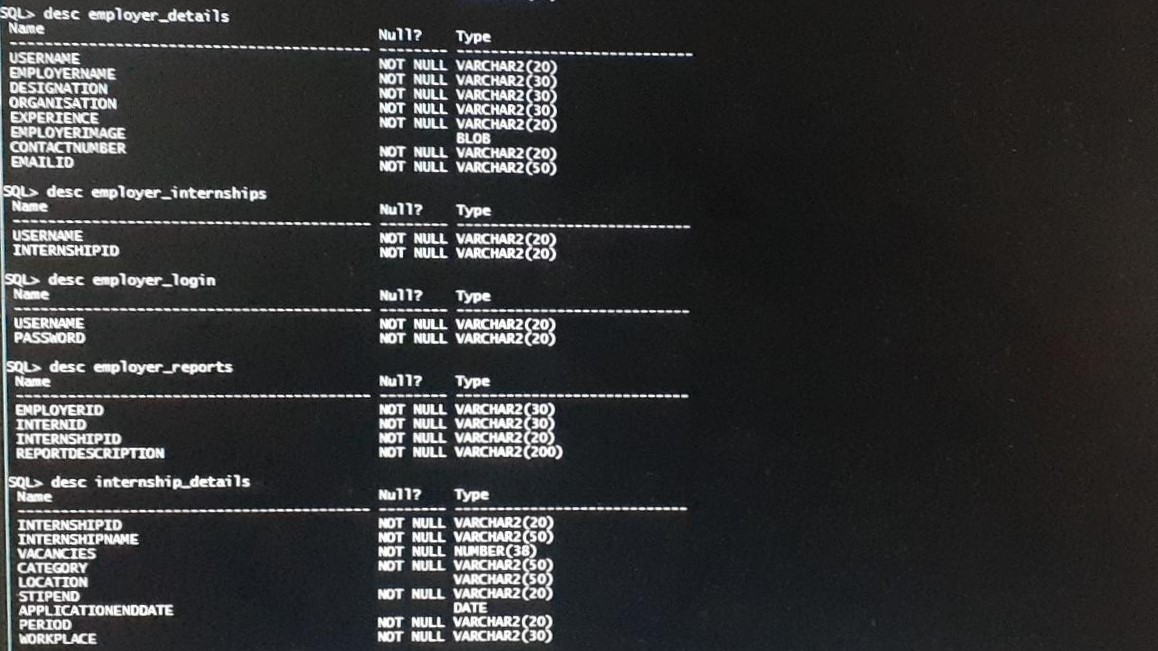 SQL> desc employer_details
Name Null? Type
USERNAME NOT NULL VARCHAR2(20)
EMPLOYERNAME NOT NULL VARCHAR2(30)
DESIGNATION NOT NULL VARCHAR2(30)
ORGANISATION NOT NULL VARCHAR2(30)
EXPERIENCE NOT NULL VARCHAR2(20)
EMPLOYERIMAGE BLOB
CONTACTNUMBER NOT NULL VARCHAR2(20)
EMAILID NOT NULL VARCHAR2(50)
SQL> desc employer_internships
Name Null? Type
USERNAME NOT NULL VARCHAR2(20)
INTERNSHIPID NOT NULL VARCHAR2(20)
SQL> desc employer_login
Name Null? Type
USERNAME NOT NULL VARCHAR2(20)
PASSWORD NOT NULL VARCHAR2(20)
SQL> desc employer_reports
Name Null? Type
EMPLOYERID NOT NULL VARCHAR2(30)
INTERNID NOT NULL VARCHAR2(30)
INTERNSHIPID NOT NULL VARCHAR2(20)
REPORTDESCRIPTION NOT NULL VARCHAR2(200)
SQL> desc internship_details
Name Null? Type
INTERNSHIPID NOT NULL VARCHAR2(20)
INTERNSHIPNAME NOT NULL VARCHAR2(50)
VACANCIES NOT NULL NUMBER(38)
CATEGORY NOT NULL VARCHAR2(50)
LOCATION VARCHAR2(50)
STIPEND NOT NULL VARCHAR2(20)
APPLICATIONENDDATE DATE
PERIOD NOT NULL VARCHAR2(20)
WORKPLACE NOT NULL VARCHAR2(30)